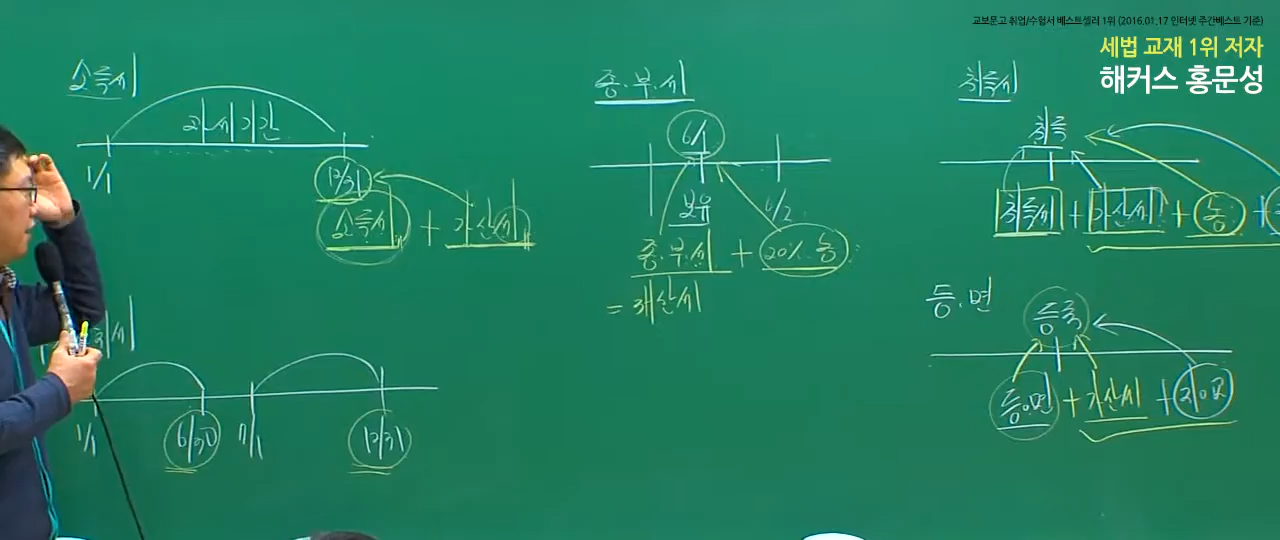 교보문고 취업/수험서 베스트셀러 1위 (2016.01.17 인터넷 주간베스트 기준)
세법 교재 1위 저자
해커스 홍문성
소득세
과세기간
1/1
12/31
소득세 + 가산세
세
1/1
6/30
7/1
12/31
종.부.세
6/1
보유
6/2
종.부.세 + 20% 농
= 재산세
취득세
취득
취득세 + 가산세 + 농 +
등.면
등록
등.면 + 가산세 + 지.교